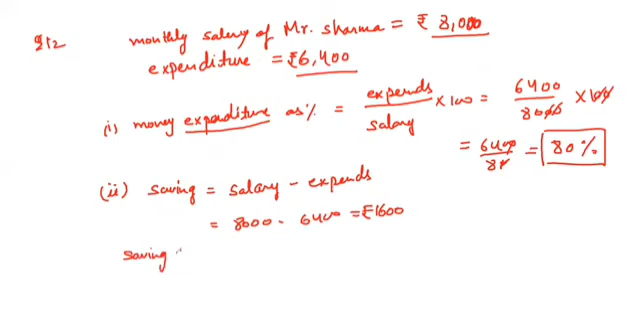 Q12 monthly salary of Mr. Sharma = ₹ 8,000
expenditure = ₹6,400
(i) money expenditure as % = expends/salary × 100 = 6400/8000 × 100
= 6400/80 = 80%
(ii) Saving = salary - expends
= 8000 - 6400 = ₹1600
Saving